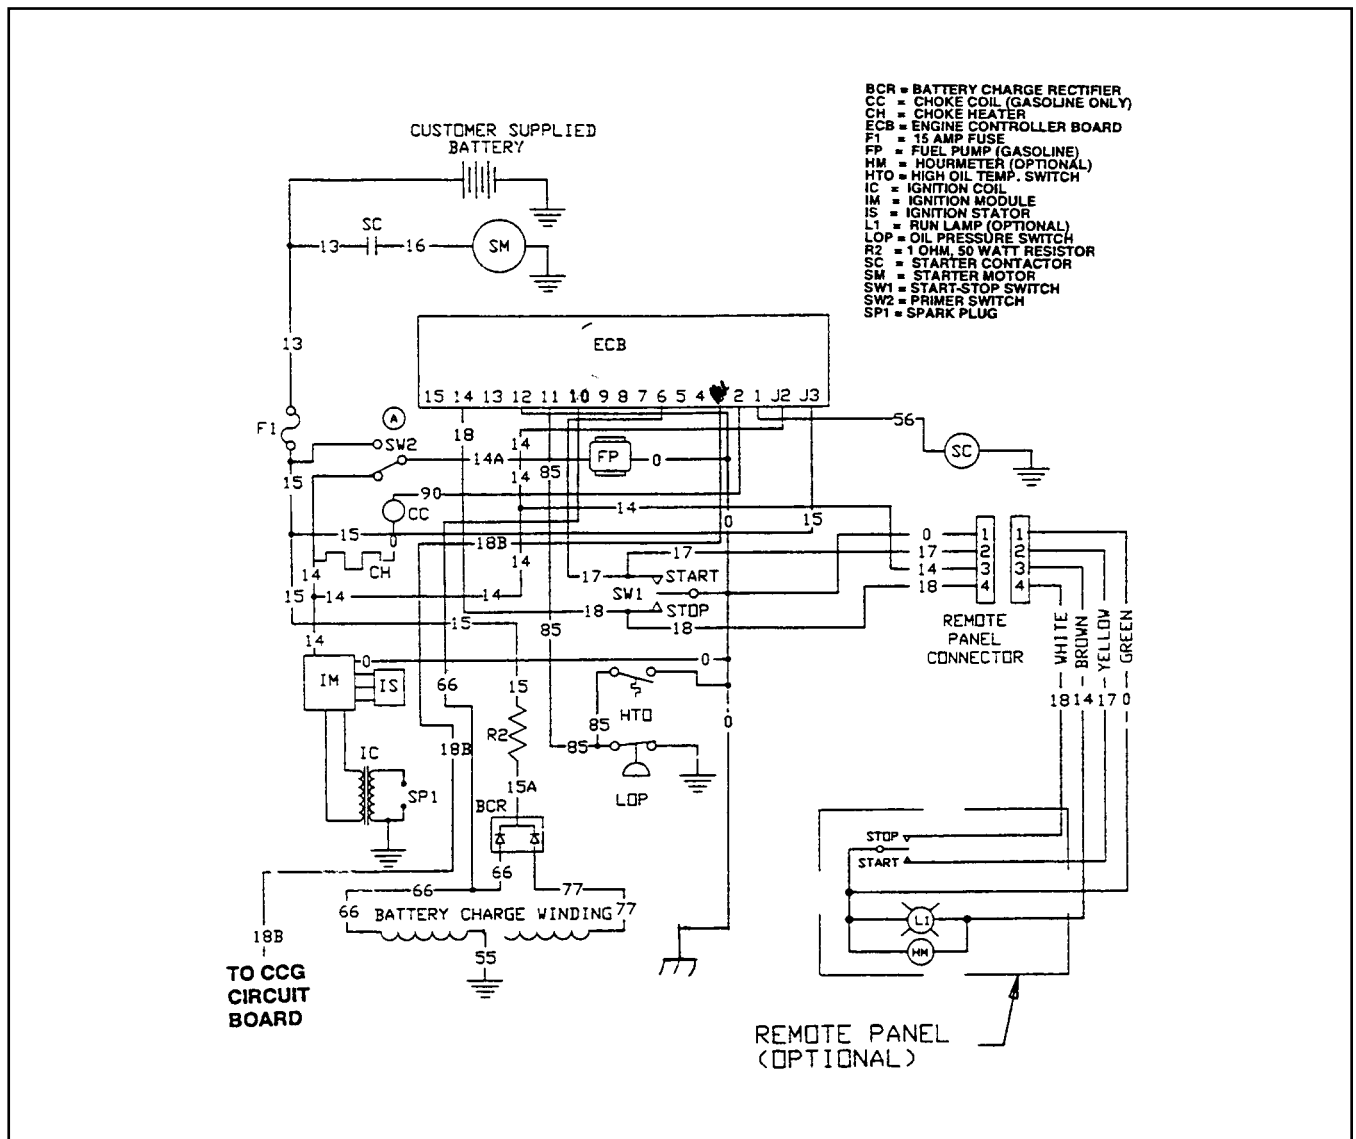 BCR = BATTERY CHARGE RECTIFIER
CC = CHOKE COIL (GASOLINE ONLY)
CH = CHOKE HEATER
ECB = ENGINE CONTROLLER BOARD
F1 = 15 AMP FUSE
FP = FUEL PUMP (GASOLINE)
HM = HOURMETER (OPTIONAL)
HTO = HIGH OIL TEMP. SWITCH
IC = IGNITION COIL
IM = IGNITION MODULE
IS = IGNITION STATOR
L1 = RUN LAMP (OPTIONAL)
LOP = OIL PRESSURE SWITCH
R2 = 1 OHM, 50 WATT RESISTOR
SC = STARTER CONTACTOR
SM = STARTER MOTOR
SW1 = START-STOP SWITCH
SW2 = PRIMER SWITCH
SP1 = SPARK PLUG
CUSTOMER SUPPLIED
BATTERY
SC
13 16 SM
13
ECB
15 14 13 12 11 10 9 8 7 6 5 4 2 1 J2 J3
A
F1
SW2
18
14
56
SC
14A
FP
0
85
15
14
90
CC
14
0
15
15
0
18B
0
17
14
18
1
2
3
4
1
2
3
4
17
14
CH
14
17
START
SW1
STOP
15
14
14
18
18
15
85
REMOTE
PANEL
CONNECTOR
WHITE
BROWN
YELLOW
GREEN
14
0
0
IM
IS
66
15
HTO
18 14 17 0
85
0
R2
18B
85
IC
SP1
15A
LOP
BCR
STOP
START
66
66
77
66
BATTERY CHARGE WINDING
77
L1
HM
18B
55
TO CCG
CIRCUIT
BOARD
REMOTE PANEL
(OPTIONAL)